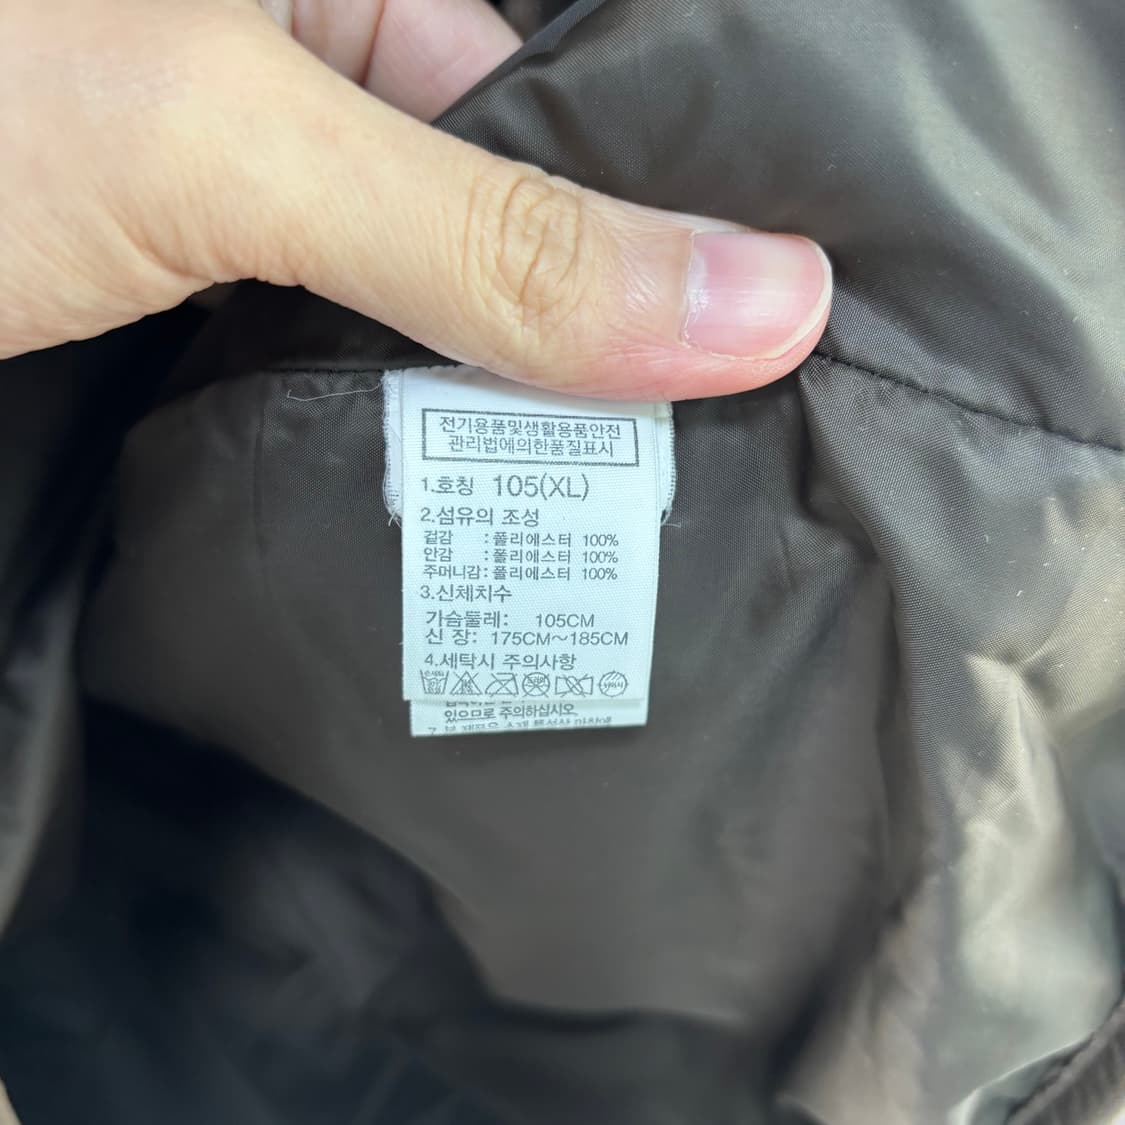 전기용품및생활용품안전
관리법에의한품질표시
1.호칭 105(XL)
2.섬유의 조성
겉감 :폴리에스터 100%
안감 :폴리에스터 100%
주머니감:폴리에스터 100%
3.신체치수
가슴둘레: 105CM
신 장: 175CM~185CM
4.세탁시 주의사항
있으므로 주의하십시오.